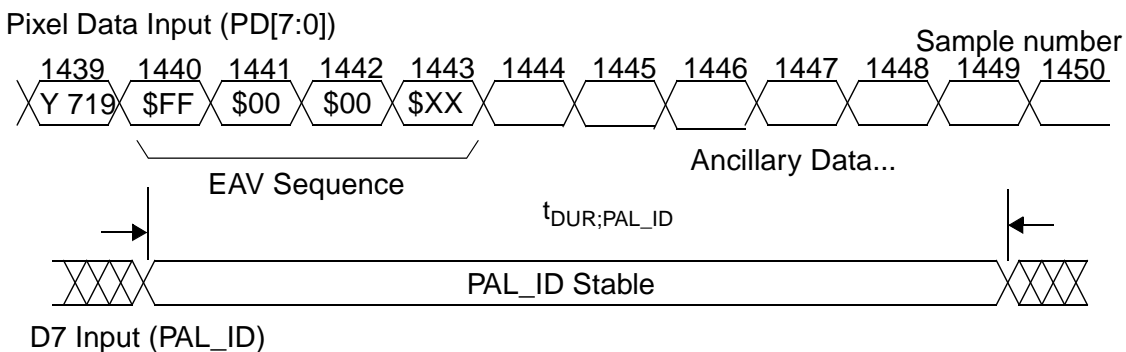 Pixel Data Input (PD[7:0])
Sample number
1439 1440 1441 1442 1443 1444 1445 1446 1447 1448 1449 1450
Y 719 $FF $00 $00 $XX
EAV Sequence
Ancillary Data...
tDUR;PAL_ID
PAL_ID Stable
D7 Input (PAL_ID)